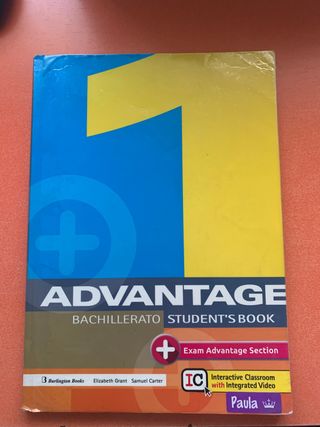 1
ADVANTAGE
BACHILLERATO STUDENT'S BOOK
+ Exam Advantage Section
B Burlington Books Elizabeth Grant Samuel Carter
IC Interactive Classroom
with Integrated Video
Paula